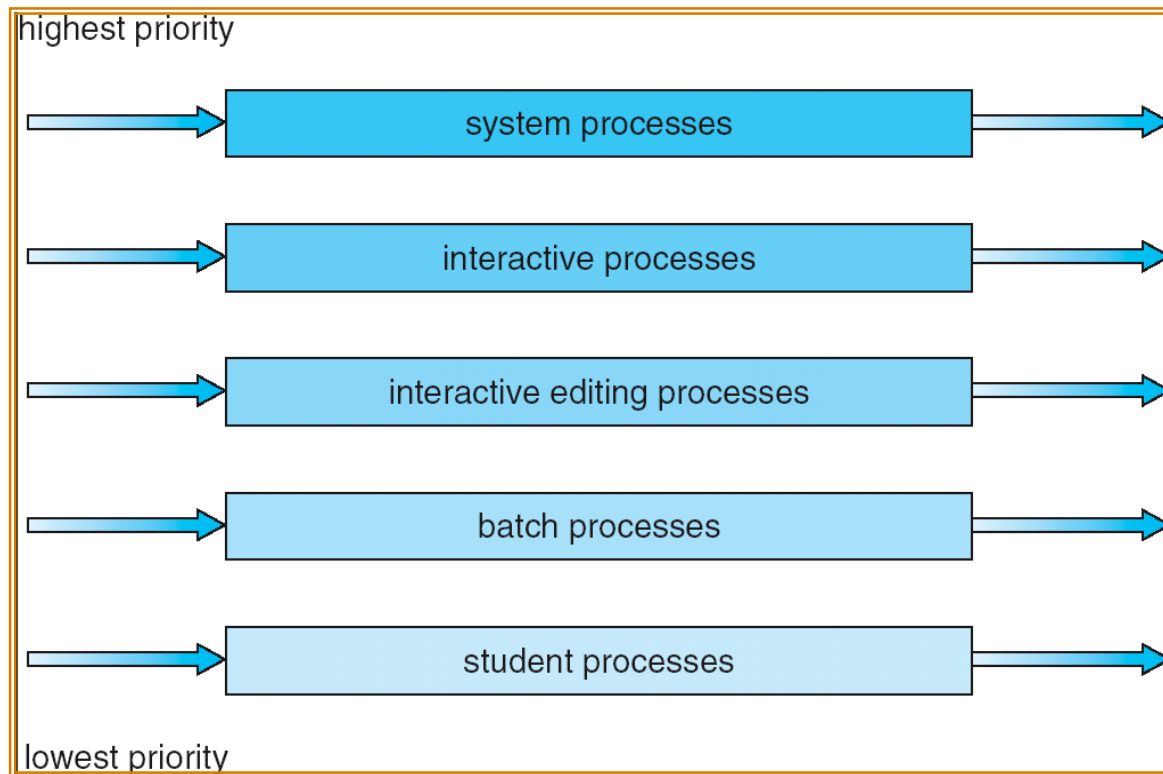 highest priority
system processes
interactive processes
interactive editing processes
batch processes
student processes
lowest priority